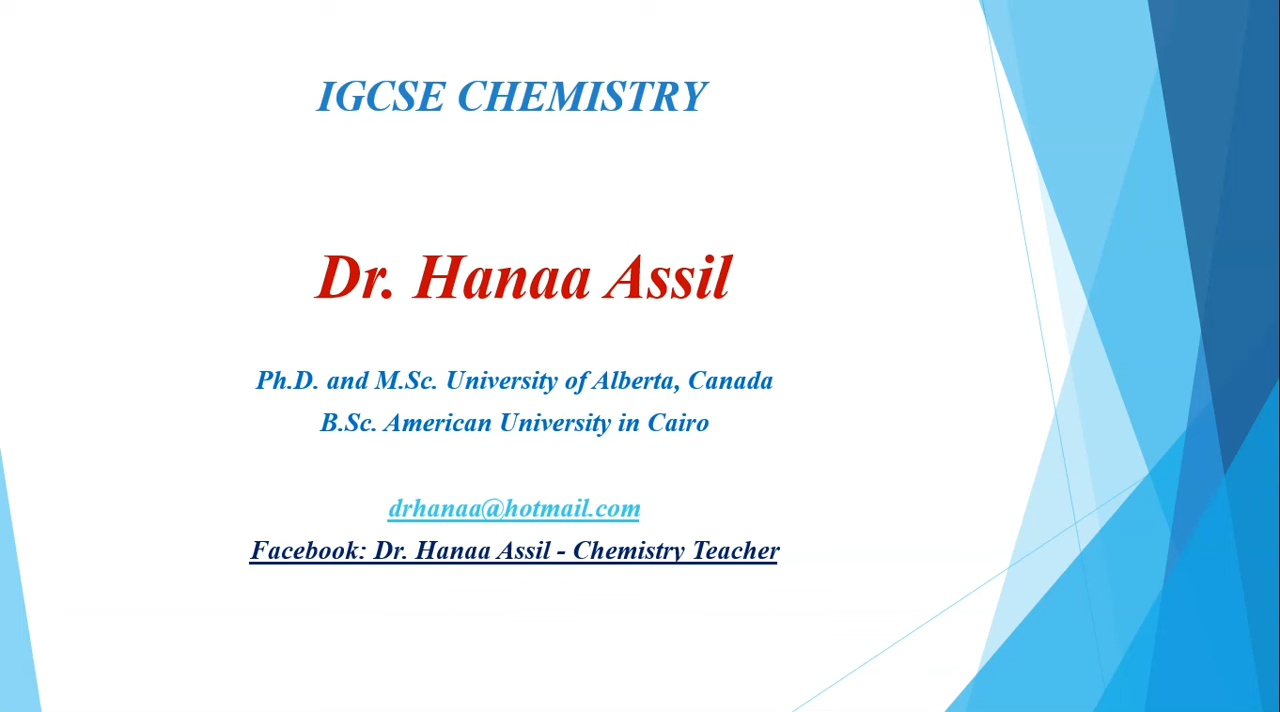 IGCSE CHEMISTRY
Dr. Hanaa Assil
Ph.D. and M.Sc. University of Alberta, Canada
B.Sc. American University in Cairo
drhanaa@hotmail.com
Facebook: Dr. Hanaa Assil - Chemistry Teacher